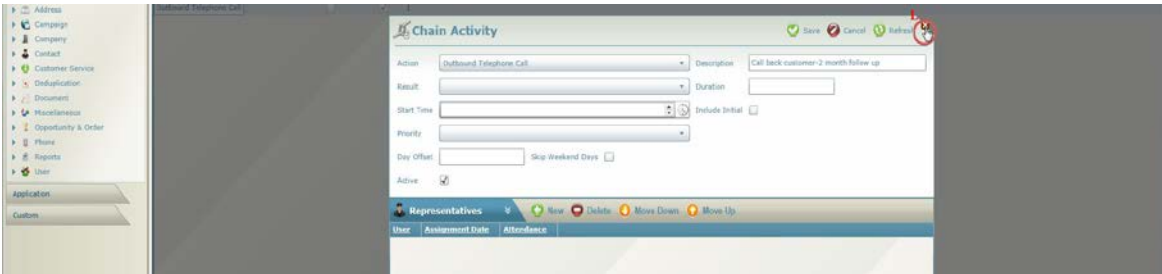 Address
Campaign
Company
Contact
Customer Service
Deduplication
Document
Miscellaneous
Opportunity & Order
Phone
Reports
User
Application
Custom
Outbound Telephone Call
Chain Activity
Save Cancel Refresh
1.
Action Outbound Telephone Call Description Call back customer-2 month follow up
Result Duration
Start Time Include Initial
Priority
Day Offset Skip Weekend Days
Active
Representatives New Delete Move Down Move Up
User Assignment Date Attendance